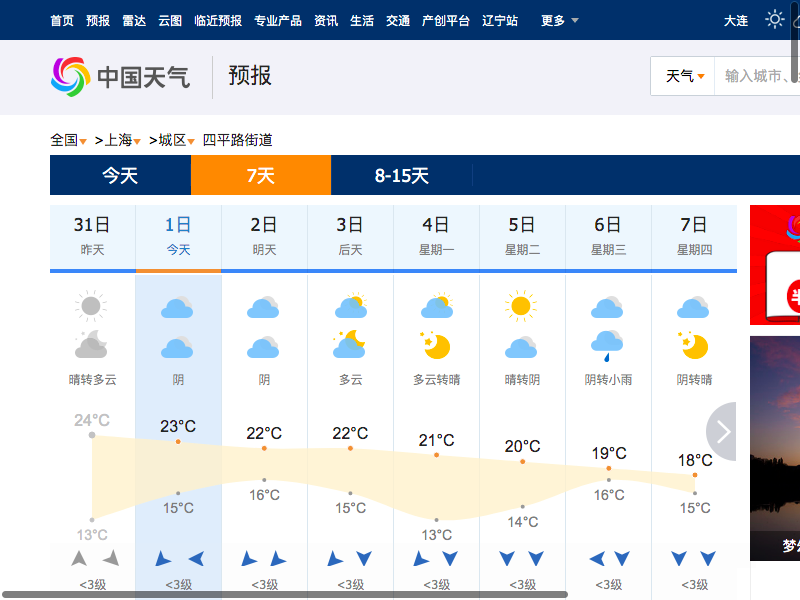 首页 预报 雷达 云图 临近预报 专业产品 资讯 生活 交通 产创平台 辽宁站 更多 大连
中国天气 预报 天气 输入城市、
全国 >上海 >城区 四平路街道
今天 7天 8-15天
31日 1日 2日 3日 4日 5日 6日 7日
昨天 今天 明天 后天 星期一 星期二 星期三 星期四
晴转多云 阴 阴 多云 多云转晴 晴转阴 阴转小雨 阴转晴
24°C 23°C 22°C 22°C 21°C 20°C 19°C 18°C
13°C 15°C 16°C 15°C 13°C 14°C 16°C 15°C
<3级 <3级 <3级 <3级 <3级 <3级 <3级 <3级